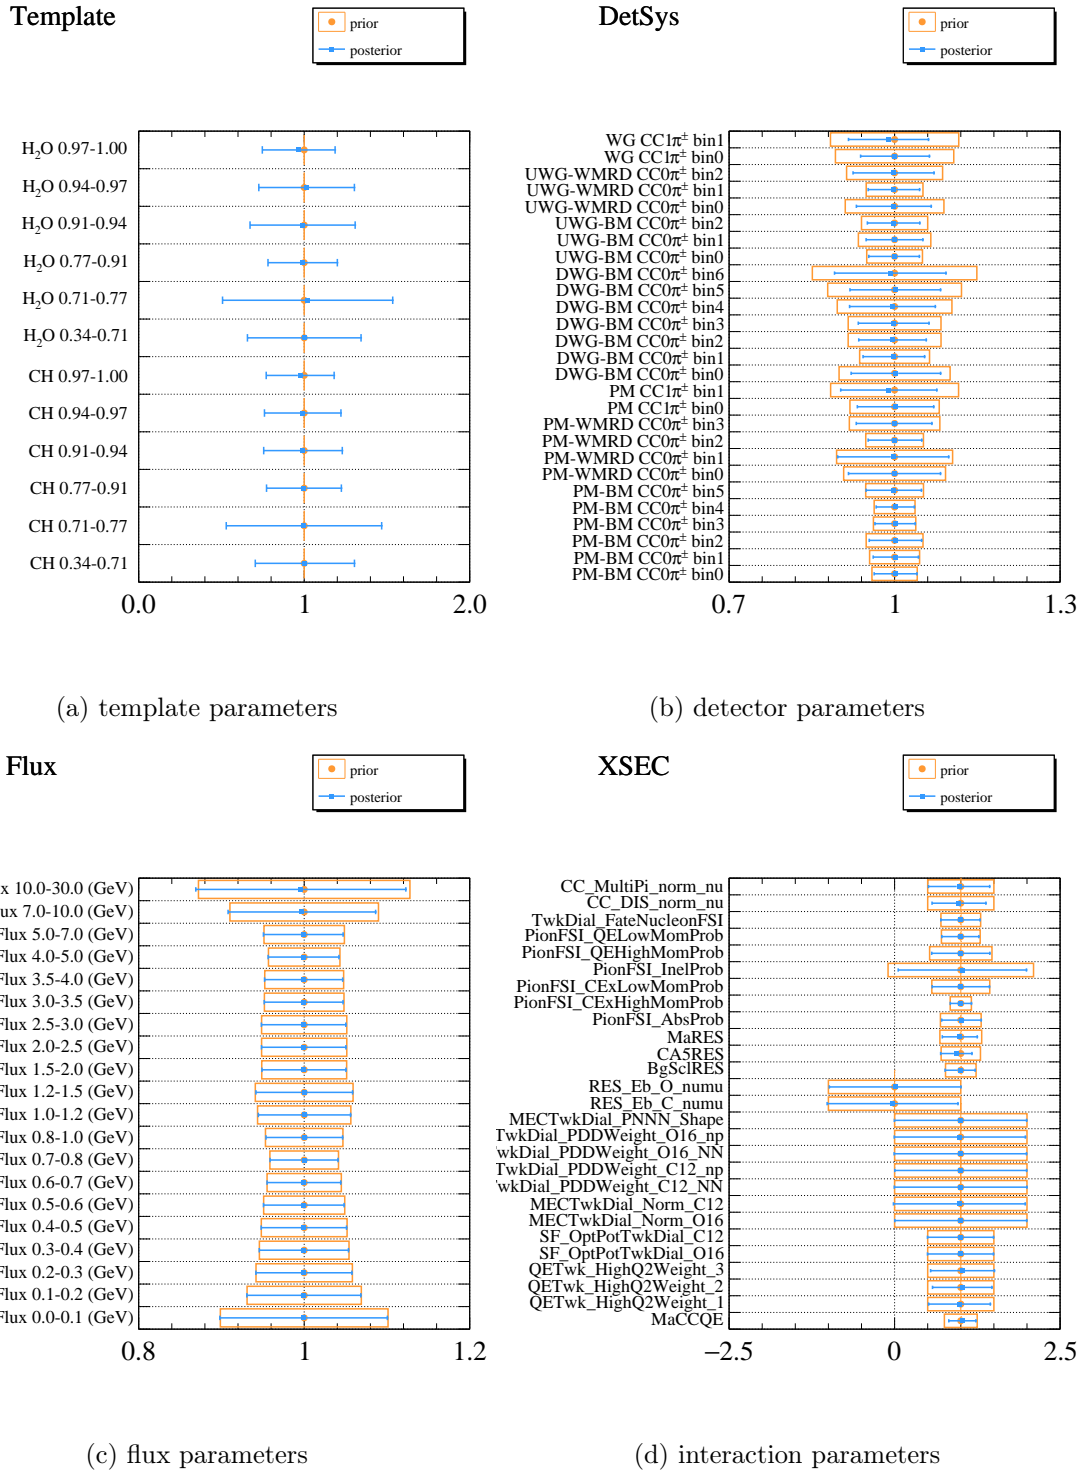 Template
prior
posterior
H₂O 0.97-1.00
H₂O 0.94-0.97
H₂O 0.91-0.94
H₂O 0.77-0.91
H₂O 0.71-0.77
H₂O 0.34-0.71
CH 0.97-1.00
CH 0.94-0.97
CH 0.91-0.94
CH 0.77-0.91
CH 0.71-0.77
CH 0.34-0.71
0.0 1 2.0
(a) template parameters
DetSys
prior
posterior
WG CC1π± bin1
WG CC1π± bin0
UWG-WMRD CC0π± bin2
UWG-WMRD CC0π± bin1
UWG-WMRD CC0π± bin0
UWG-BM CC0π± bin2
UWG-BM CC0π± bin1
UWG-BM CC0π± bin0
DWG-BM CC0π± bin6
DWG-BM CC0π± bin5
DWG-BM CC0π± bin4
DWG-BM CC0π± bin3
DWG-BM CC0π± bin2
DWG-BM CC0π± bin1
DWG-BM CC0π± bin0
PM CC1π± bin1
PM CC1π± bin0
PM-WMRD CC0π± bin3
PM-WMRD CC0π± bin2
PM-WMRD CC0π± bin1
PM-WMRD CC0π± bin0
PM-BM CC0π± bin5
PM-BM CC0π± bin4
PM-BM CC0π± bin3
PM-BM CC0π± bin2
PM-BM CC0π± bin1
PM-BM CC0π± bin0
0.7 1 1.3
(b) detector parameters
Flux
prior
posterior
x 10.0-30.0 (GeV)
ux 7.0-10.0 (GeV)
Flux 5.0-7.0 (GeV)
Flux 4.0-5.0 (GeV)
Flux 3.5-4.0 (GeV)
Flux 3.0-3.5 (GeV)
Flux 2.5-3.0 (GeV)
Flux 2.0-2.5 (GeV)
Flux 1.5-2.0 (GeV)
Flux 1.2-1.5 (GeV)
Flux 1.0-1.2 (GeV)
Flux 0.8-1.0 (GeV)
Flux 0.7-0.8 (GeV)
Flux 0.6-0.7 (GeV)
Flux 0.5-0.6 (GeV)
Flux 0.4-0.5 (GeV)
Flux 0.3-0.4 (GeV)
Flux 0.2-0.3 (GeV)
Flux 0.1-0.2 (GeV)
Flux 0.0-0.1 (GeV)
0.8 1 1.2
(c) flux parameters
XSEC
prior
posterior
CC_MultiPi_norm_nu
CC_DIS_norm_nu
TwkDial_FateNucleonFSI
PionFSI_QELowMomProb
PionFSI_QEHighMomProb
PionFSI_InelProb
PionFSI_CExLowMomProb
PionFSI_CExHighMomProb
PionFSI_AbsProb
MaRES
CA5RES
BgSclRES
RES_Eb_O_numu
RES_Eb_C_numu
MECTwkDial_PNNN_Shape
TwkDial_PDDWeight_O16_np
wkDial_PDDWeight_O16_NN
TwkDial_PDDWeight_C12_np
wkDial_PDDWeight_C12_NN
MECTwkDial_Norm_C12
MECTwkDial_Norm_O16
SF_OptPotTwkDial_C12
SF_OptPotTwkDial_O16
QETwk_HighQ2Weight_3
QETwk_HighQ2Weight_2
QETwk_HighQ2Weight_1
MaCCQE
−2.5 0 2.5
(d) interaction parameters